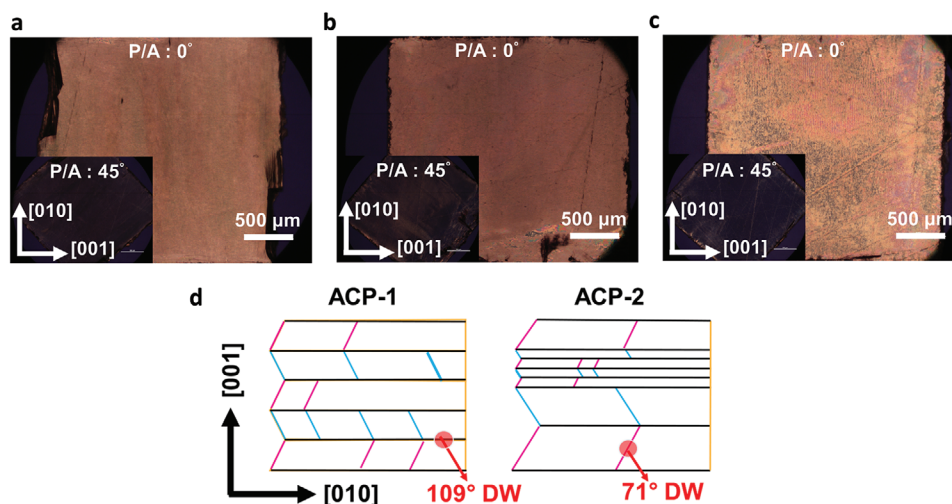 a
P/A : 0°
P/A : 45°
[010]
[001]
500 μm
b
P/A : 0°
P/A : 45°
[010]
[001]
500 μm
c
P/A : 0°
P/A : 45°
[010]
[001]
500 μm
d
ACP-1
ACP-2
[001]
[010]
109° DW
71° DW